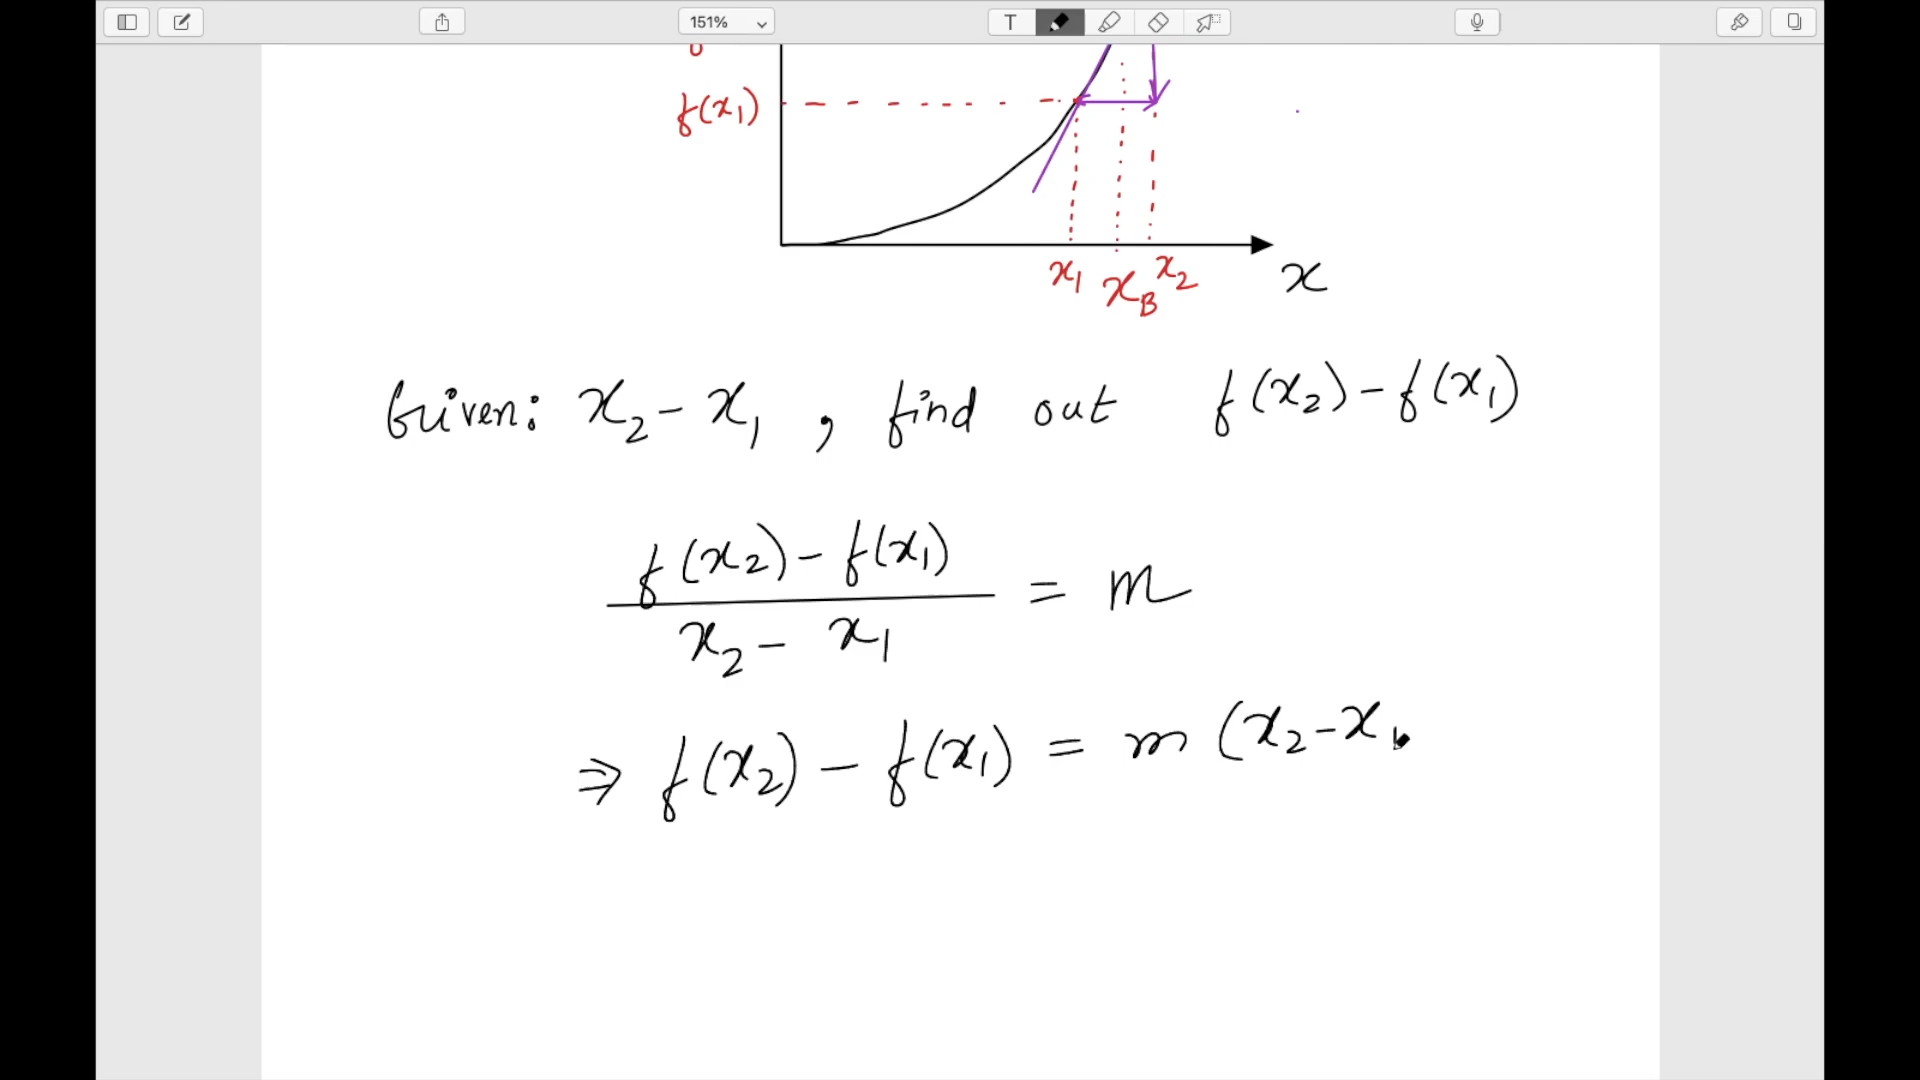 151%
T
f(x₁)
x₁ x_B x₂ x
Given: x₂ - x₁ , find out f(x₂) - f(x₁)
f(x₂) - f(x₁)
x₂ - x₁
= m
⇒ f(x₂) - f(x₁) = m (x₂ - x₁